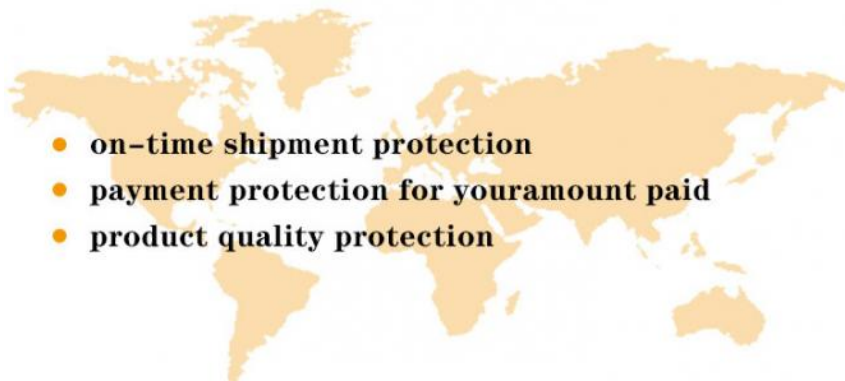 on-time shipment protection
payment protection for youramount paid
product quality protection